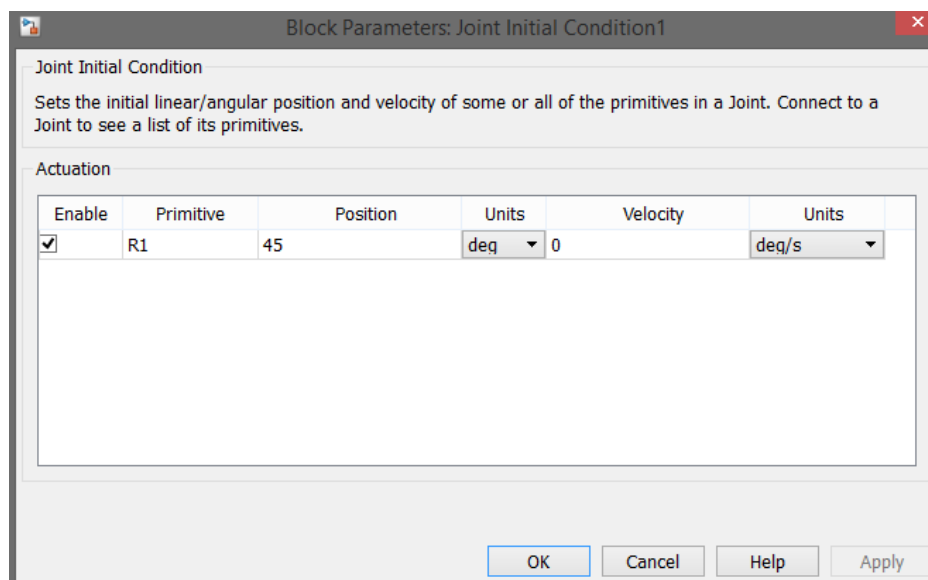 Block Parameters: Joint Initial Condition1
Joint Initial Condition
Sets the initial linear/angular position and velocity of some or all of the primitives in a Joint. Connect to a
Joint to see a list of its primitives.
Actuation
Enable Primitive Position Units Velocity Units
R1 45 deg 0 deg/s
OK Cancel Help Apply